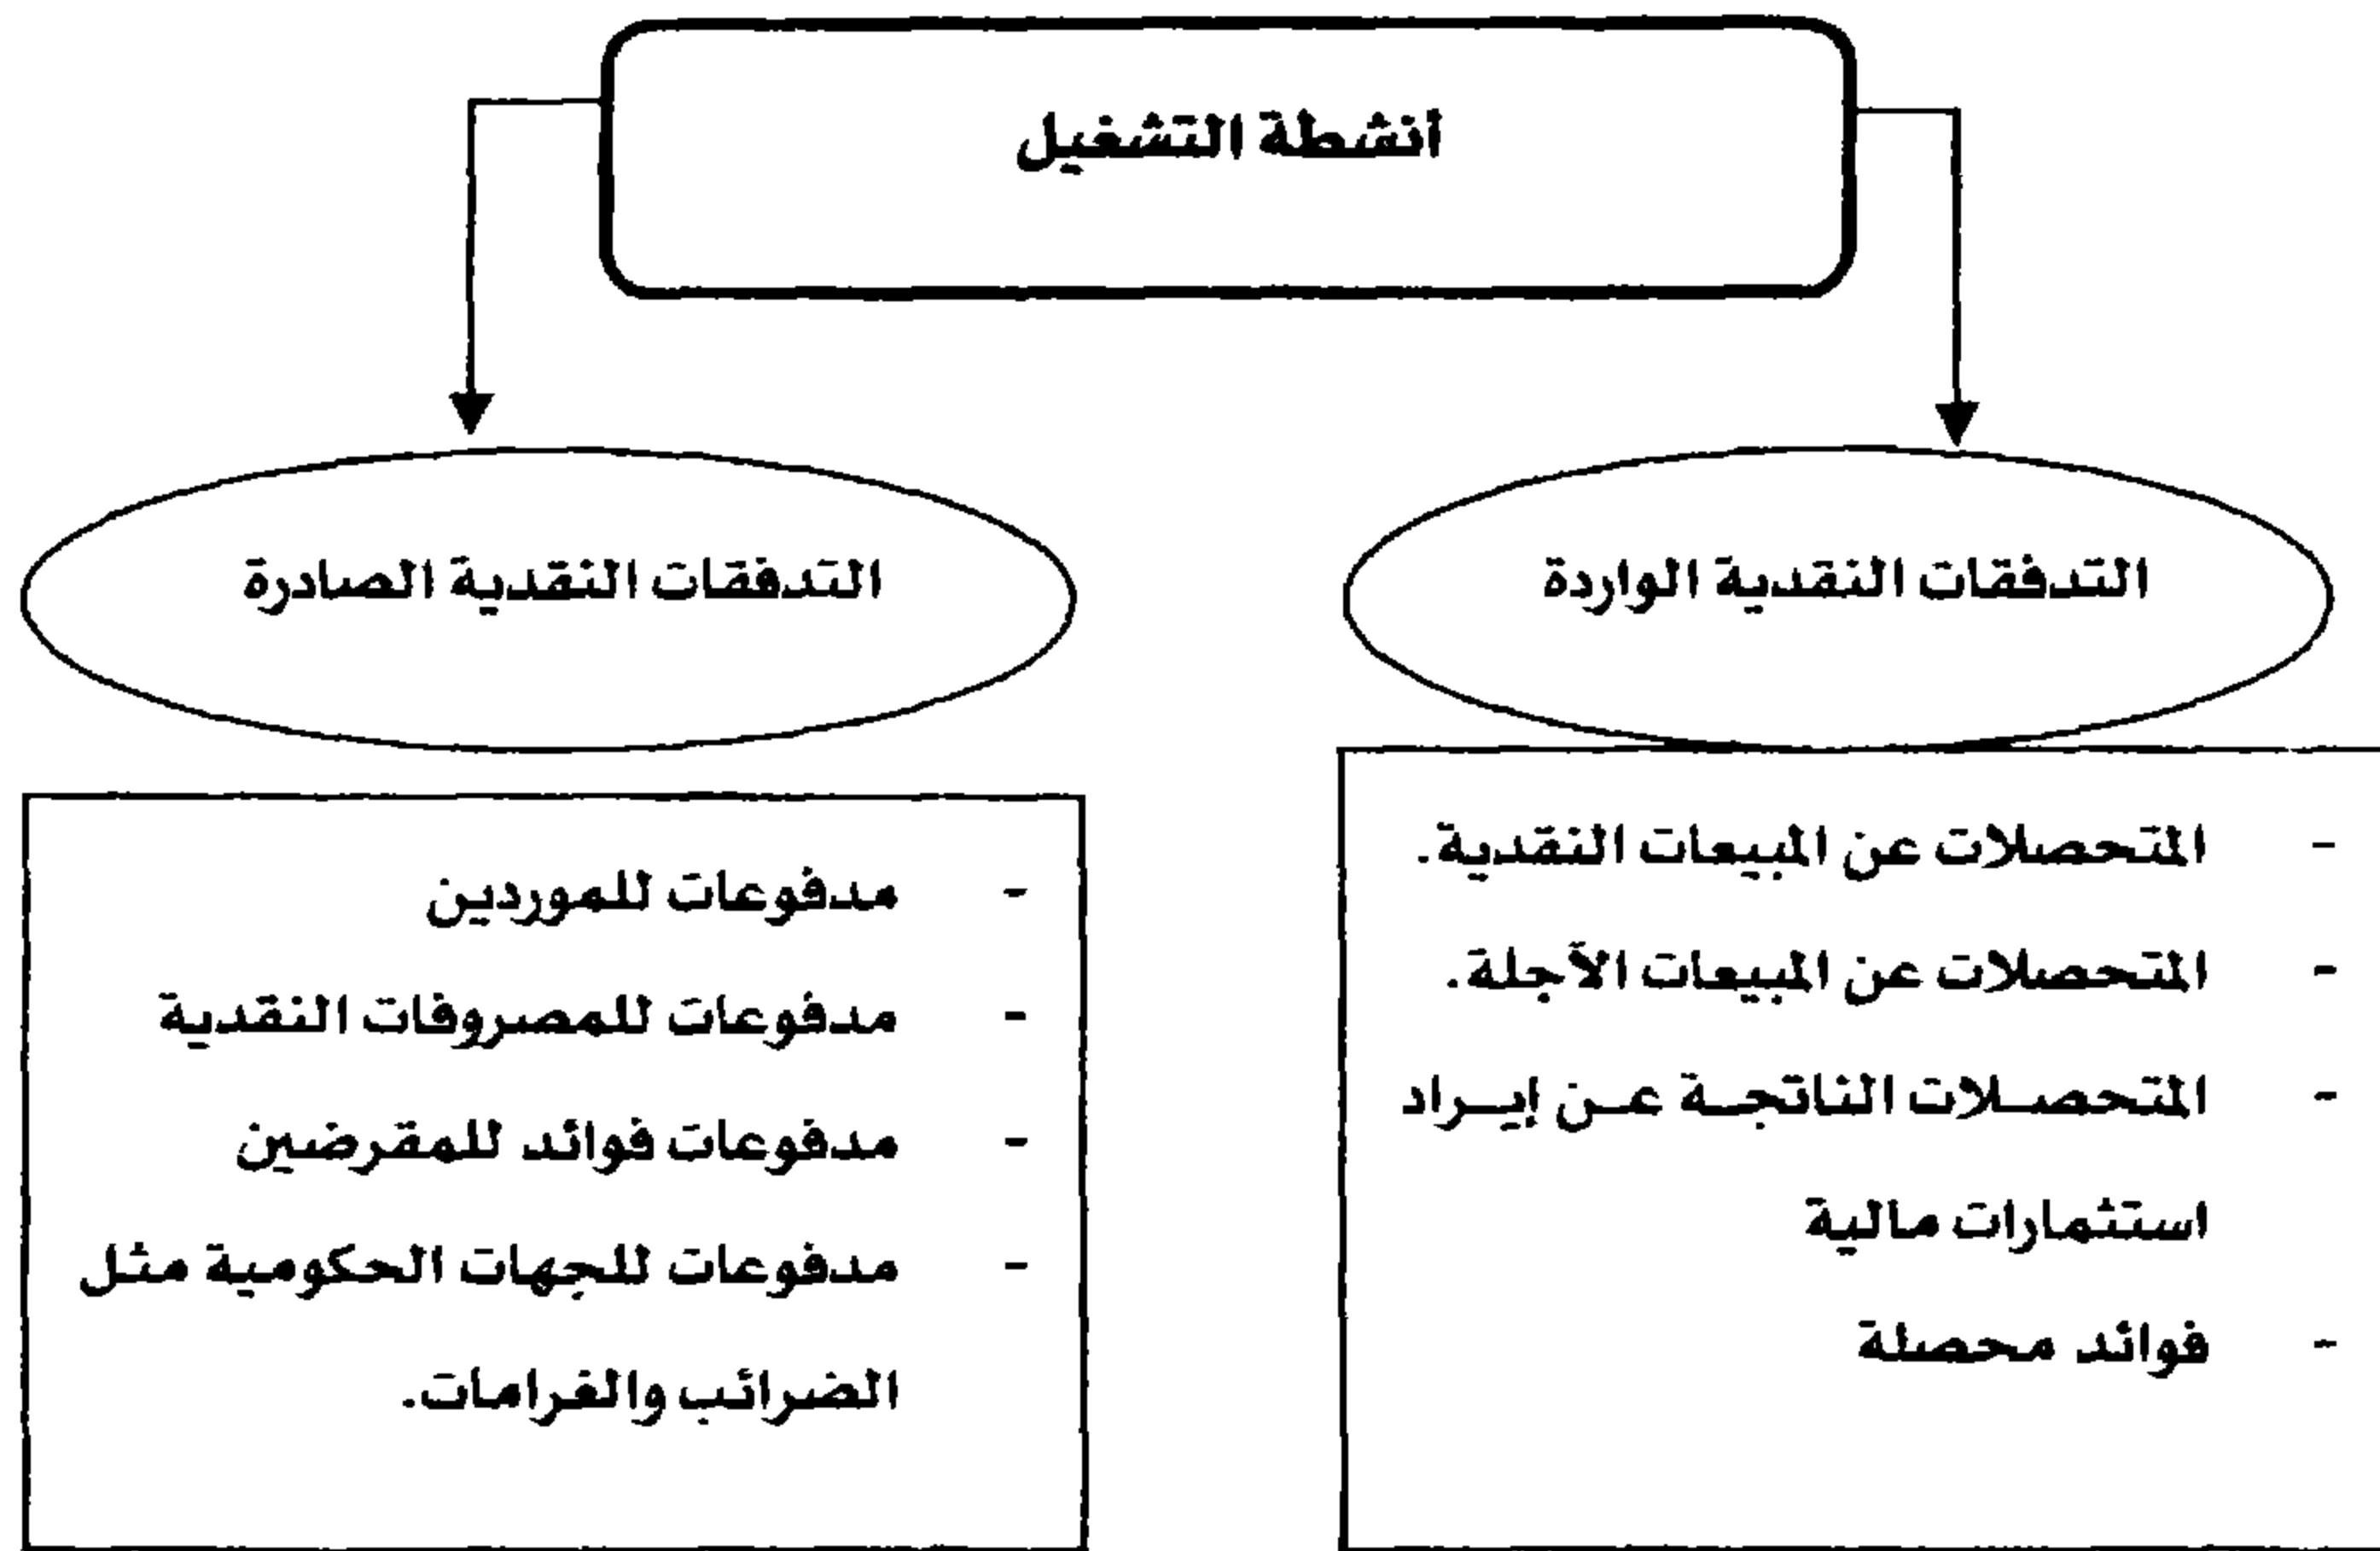 انشطة التشغيل
التدفقات النقدية الواردة
- المتحصلات عن المبيعات النقدية.
- المتحصلات عن المبيعات الآجلة.
- المتحصلات الناتجة عن إيراد
استثمارات مالية
- فوائد محصلة
التدفقات النقدية الصادرة
- مدفوعات للموردين
- مدفوعات للمصروفات النقدية
- مدفوعات فوائد للمقرضين
- مدفوعات للجهات الحكومية مثل
الضرائب والغرامات.